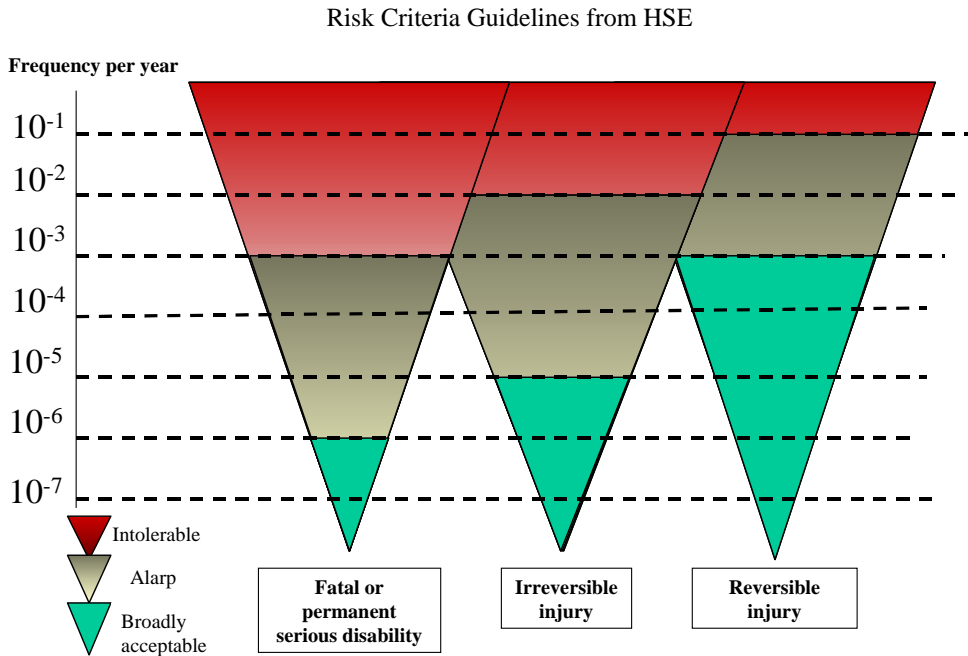 Risk Criteria Guidelines from HSE
Frequency per year
10-1
10-2
10-3
10-4
10-5
10-6
10-7
Intolerable
Alarp
Broadly
acceptable
Fatal or
permanent
serious disability
Irreversible
injury
Reversible
injury